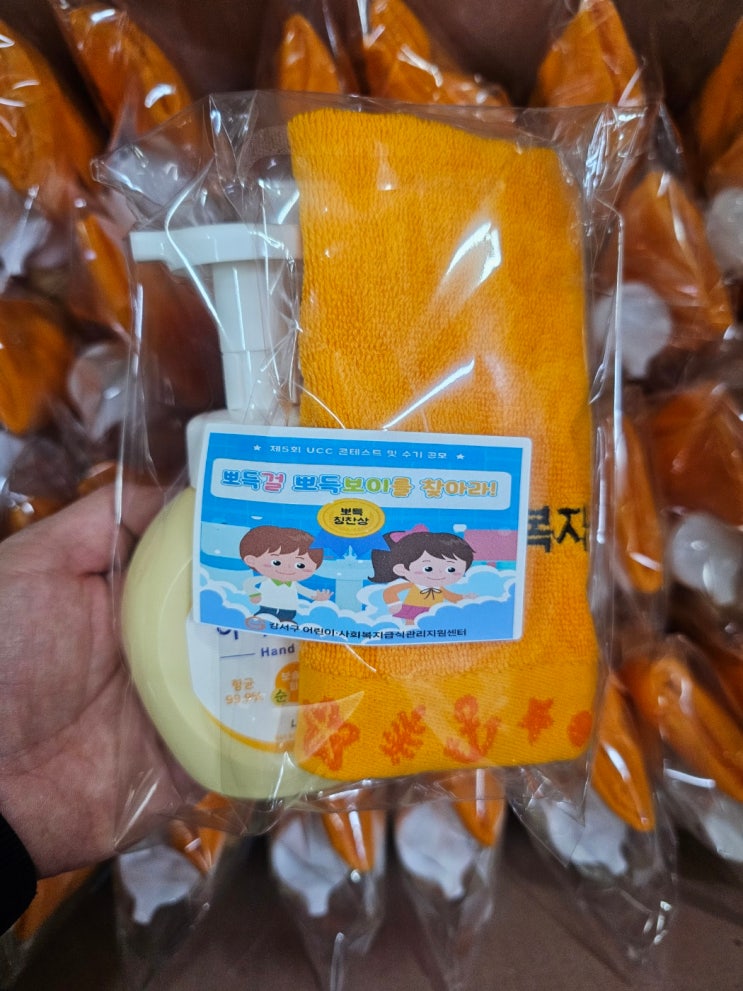 ★ 제5회 UCC 콘테스트 및 수기 공모 ★
뽀득걸 뽀득보이를 찾아라!
뽀득
칭찬상
강서구 어린이·사회복지급식관리지원센터
복지
Hand
항균
99.9%
순